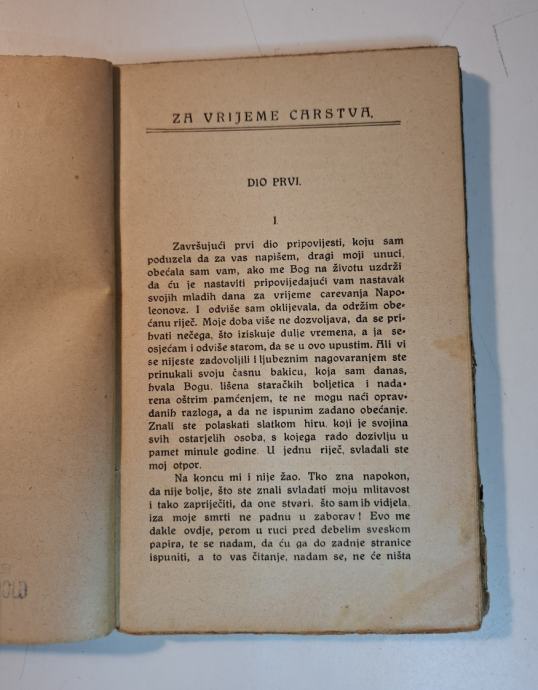 ZA VRIJEME CARSTVA.
DIO PRVI.
I.
Završujući prvi dio pripovijesti, koju sam
poduzela da za vas napišem, dragi moji unuci,
obećala sam vam, ako me Bog na životu uzdrži
da ću je nastaviti pripovijedajući vam nastavak
svojih mladih dana za vrijeme carevanja Napo-
leonova. I odviše sam oklijevala, da održim obe-
ćanu riječ. Moje doba više ne dozvoljava, da se pri-
hvati nečega, što iziskuje dulje vremena, a ja se
osjećam i odviše starom, da se u ovo upustim. Ali vi
se nijeste zadovoljili i ljubeznim nagovaranjem ste
prinukali svoju časnu bakicu, koja sam danas,
hvala Bogu, lišena staračkih boljetica i nada-
rena oštrim pamćenjem, te ne mogu naći oprav-
danih razloga, a da ne ispunim zadano obećanje.
Znali ste polaskati slatkom hiru, koji je svojina
svih ostarjelih osoba, s kojega rado dozivlju u
pamet minule godine. U jednu riječ, svladali ste
moj otpor.
Na koncu mi i nije žao. Tko zna napokon,
da nije bolje, što ste znali svladati moju mlitavost
i tako zapriječiti, da one stvari, što sam ih vidjela,
iza moje smrti ne padnu u zaborav! Evo me
dakle ovdje, perom u ruci pred debelim sveskom
papira, te se nadam, da ću ga do zadnje stranice
ispuniti, a to vas čitanje, nadam se, ne će ništa